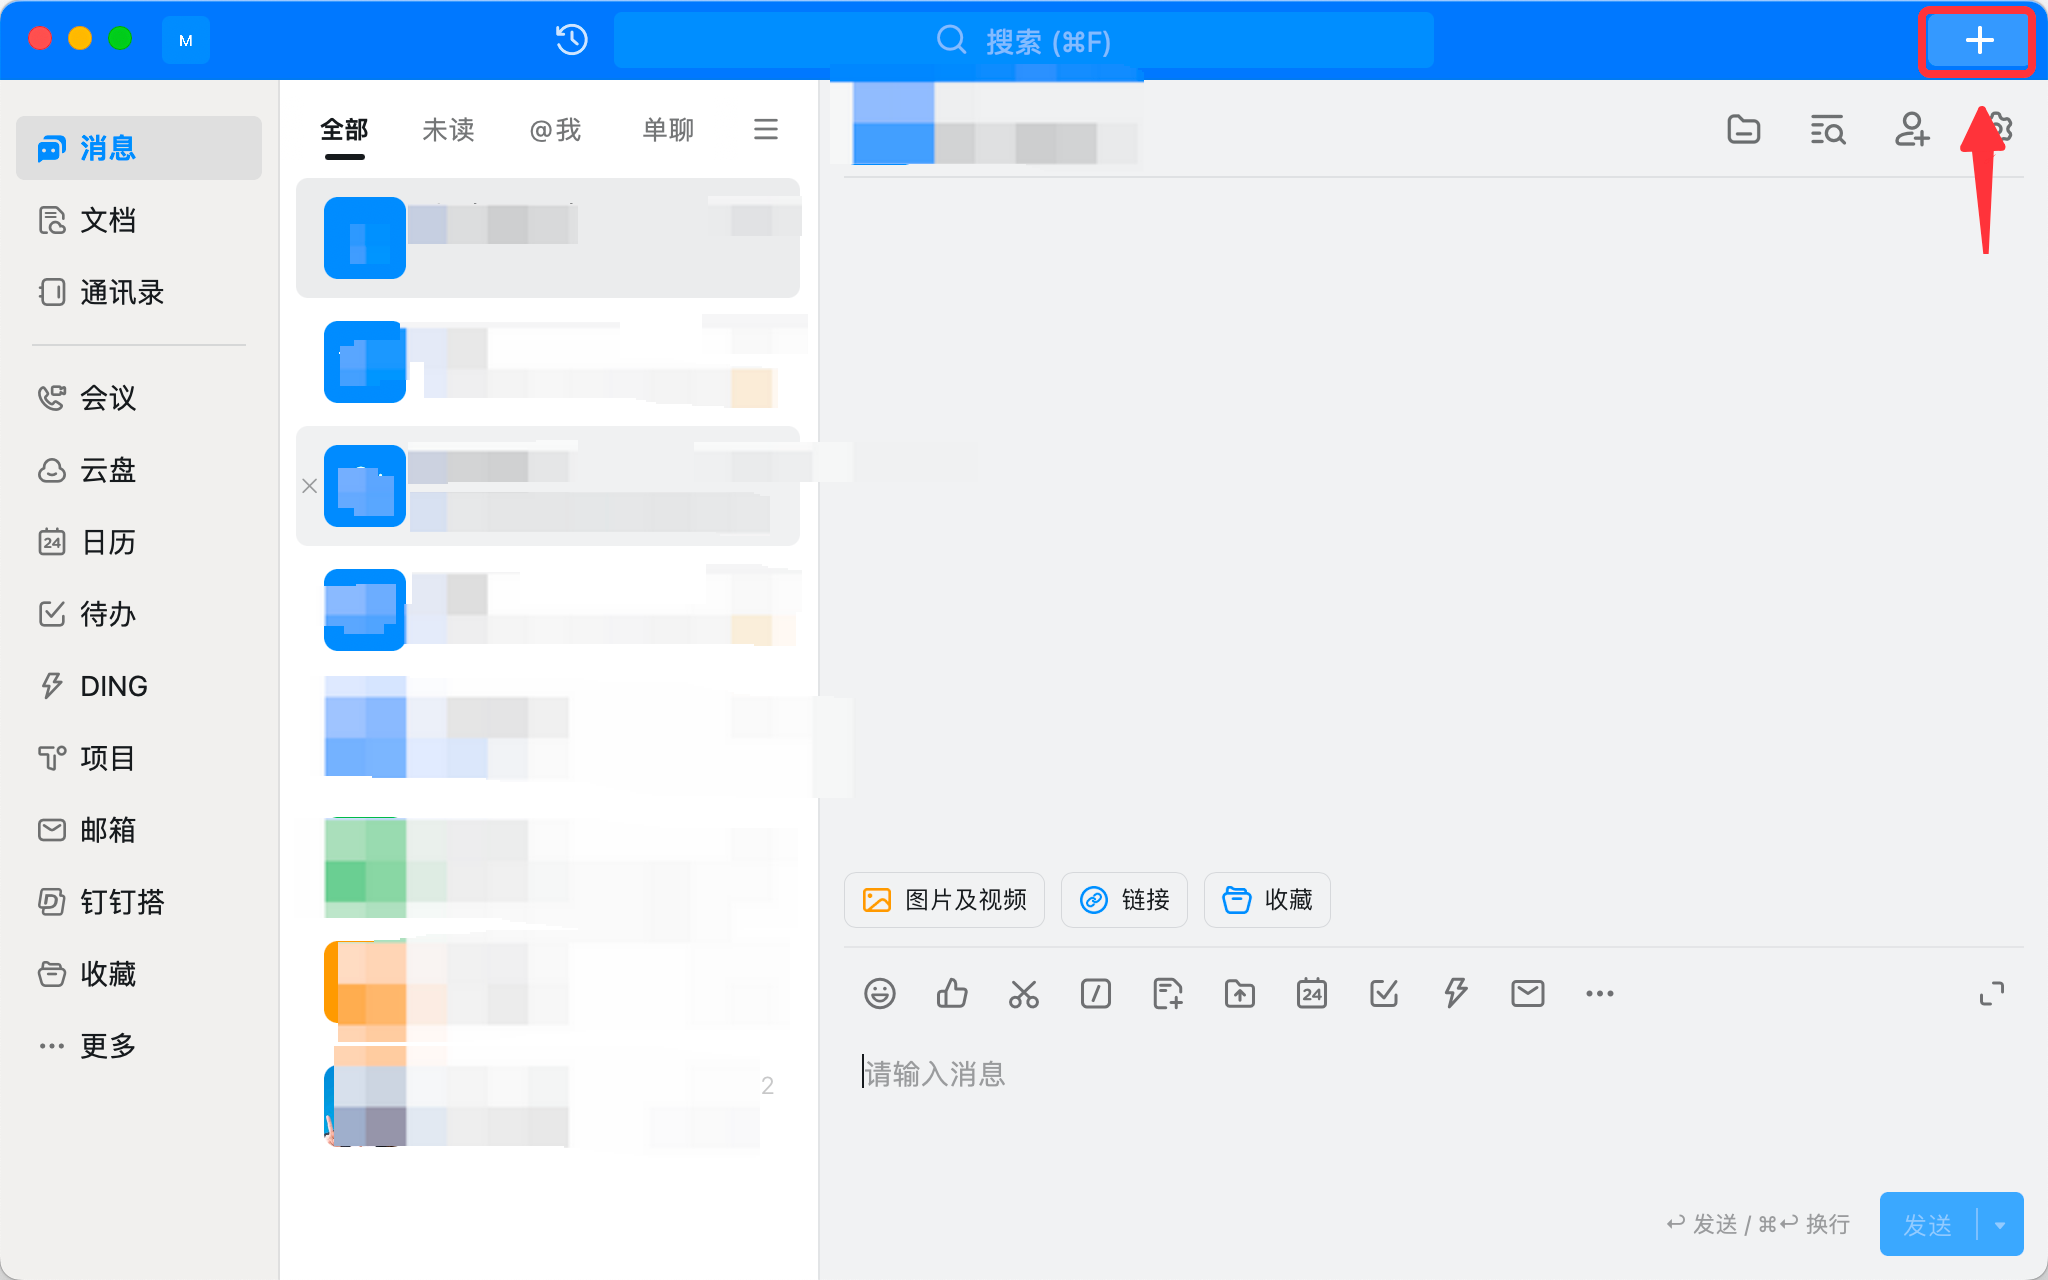 M
搜索 (⌘F)
消息
文档
通讯录
会议
云盘
24 日历
待办
DING
项目
邮箱
钉钉搭
收藏
更多
全部 未读 @我 单聊
2
图片及视频 链接 收藏
24
请输入消息
发送 / ⌘ 换行
发送